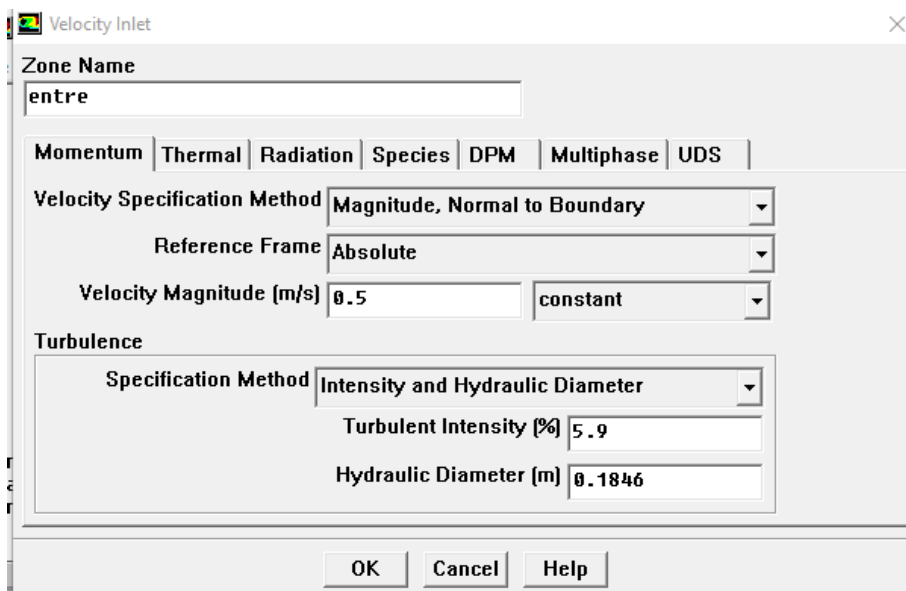 Velocity Inlet
Zone Name
entre
Momentum Thermal Radiation Species DPM Multiphase UDS
Velocity Specification Method Magnitude, Normal to Boundary
Reference Frame Absolute
Velocity Magnitude (m/s) 0.5 constant
Turbulence
Specification Method Intensity and Hydraulic Diameter
Turbulent Intensity (%) 5.9
Hydraulic Diameter (m) 0.1846
OK Cancel Help